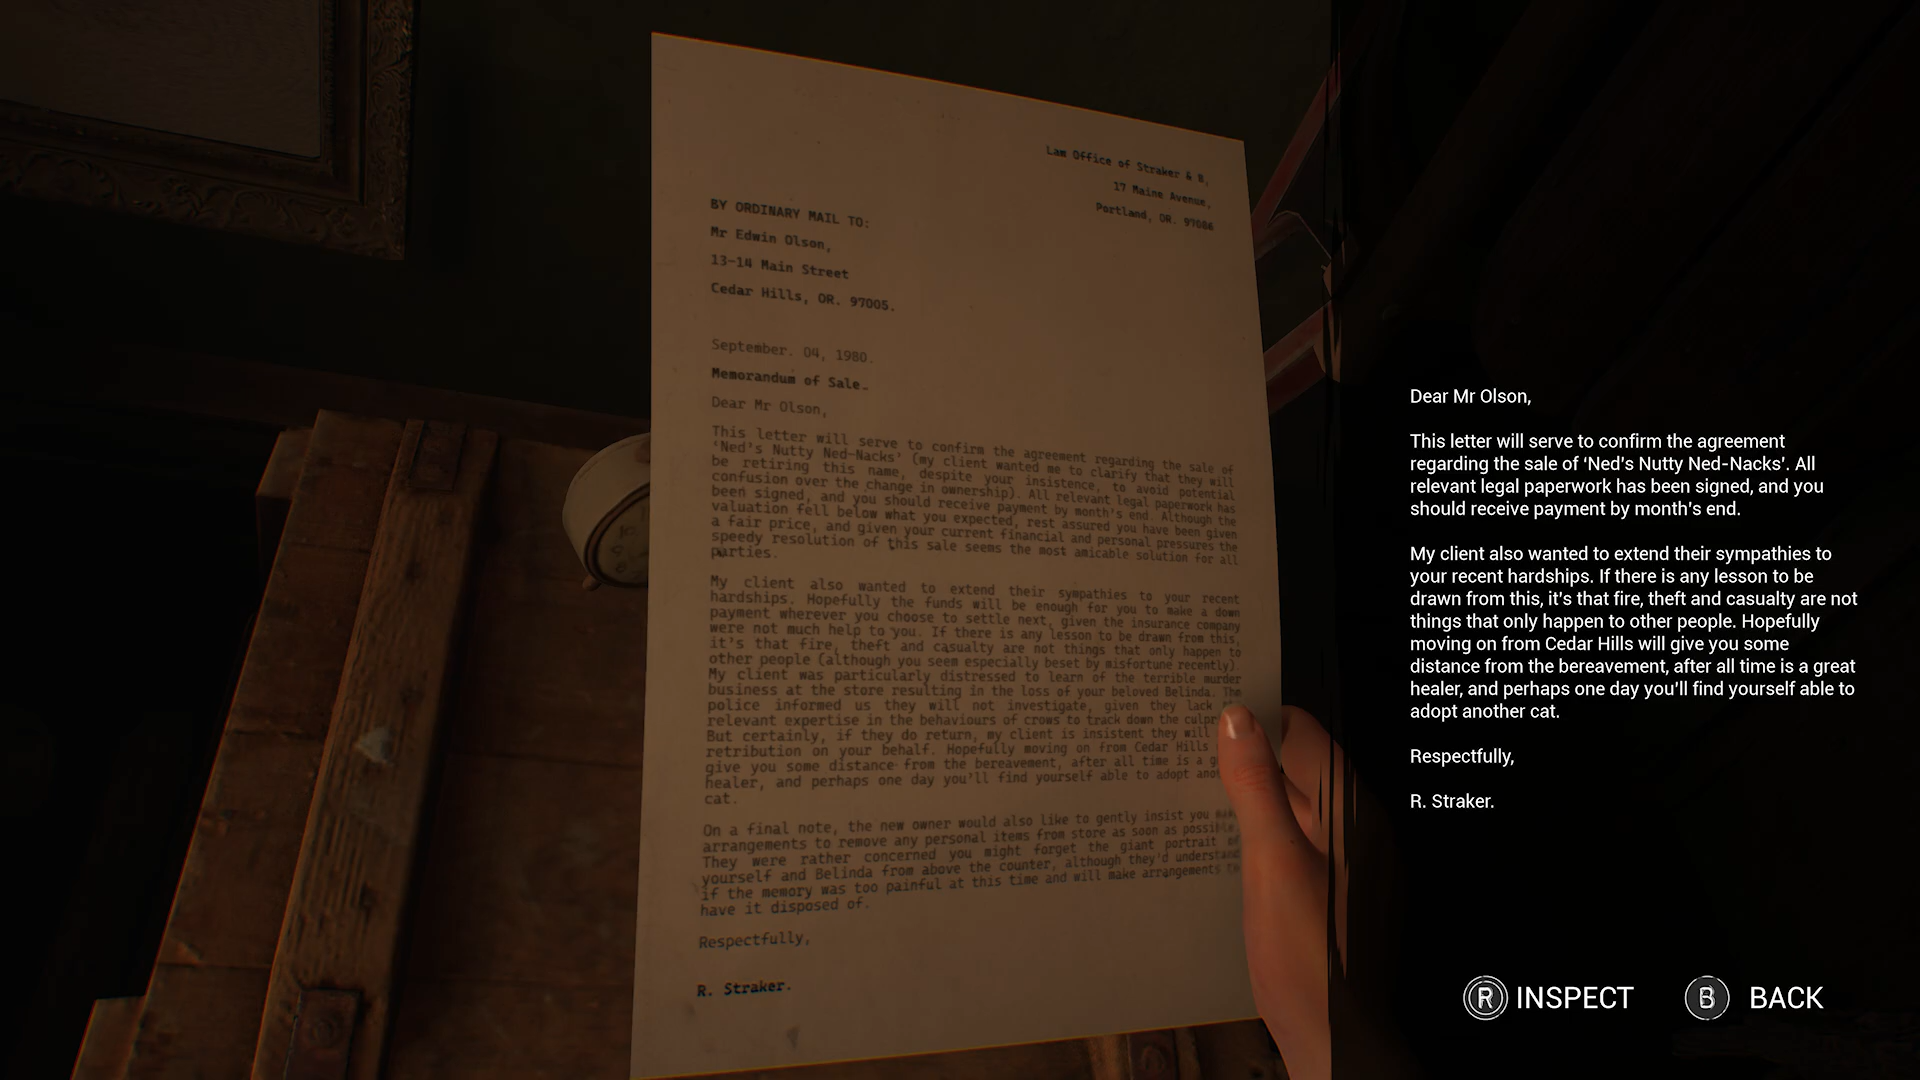 Law Office of Straker & B,
17 Maine Avenue,
Portland, OR. 97086
BY ORDINARY MAIL TO:
Mr Edwin Olson,
13-14 Main Street
Cedar Hills, OR. 97005.
September. 04, 1980.
Memorandum of Sale.
Dear Mr Olson,
This letter will serve to confirm the agreement regarding the sale of
'Ned's Nutty Ned-Nacks' (my client wanted me to clarify that they will
be retiring this name, despite your insistence, to avoid potential
confusion over the change in ownership). All relevant legal paperwork has
been signed, and you should receive payment by month's end. Although the
valuation fell below what you expected, rest assured you have been given
a fair price, and given your current financial and personal pressures the
speedy resolution of this sale seems the most amicable solution for all
parties.
My client also wanted to extend their sympathies to your recent
hardships. Hopefully the funds will be enough for you to make a down
payment wherever you choose to settle next, given the insurance company
were not much help to you. If there is any lesson to be drawn from this,
it's that fire, theft and casualty are not things that only happen to
other people (although you seem especially beset by misfortune recently).
My client was particularly distressed to learn of the terrible murder
business at the store resulting in the loss of your beloved Belinda. The
police informed us they will not investigate, given they lack
relevant expertise in the behaviours of crows to track down the
But certainly, if they do return, my client is insistent they will
retribution on your behalf. Hopefully moving on from Cedar Hills
give you some distance from the bereavement, after all time is a
healer, and perhaps one day you'll find yourself able to adopt
cat.
On a final note, the new owner would also like to gently insist you
arrangements to remove any personal items from store as soon as possible.
They were rather concerned you might forget the giant portrait of
yourself and Belinda from above the counter, although they'd understand
if the memory was too painful at this time and will make arrangements to
have it disposed of.
Respectfully,
R. Straker.
Dear Mr Olson,
This letter will serve to confirm the agreement
regarding the sale of ‘Ned's Nutty Ned-Nacks’. All
relevant legal paperwork has been signed, and you
should receive payment by month's end.
My client also wanted to extend their sympathies to
your recent hardships. If there is any lesson to be
drawn from this, it's that fire, theft and casualty are not
things that only happen to other people. Hopefully
moving on from Cedar Hills will give you some
distance from the bereavement, after all time is a great
healer, and perhaps one day you'll find yourself able to
adopt another cat.
Respectfully,
R. Straker.
R INSPECT B BACK